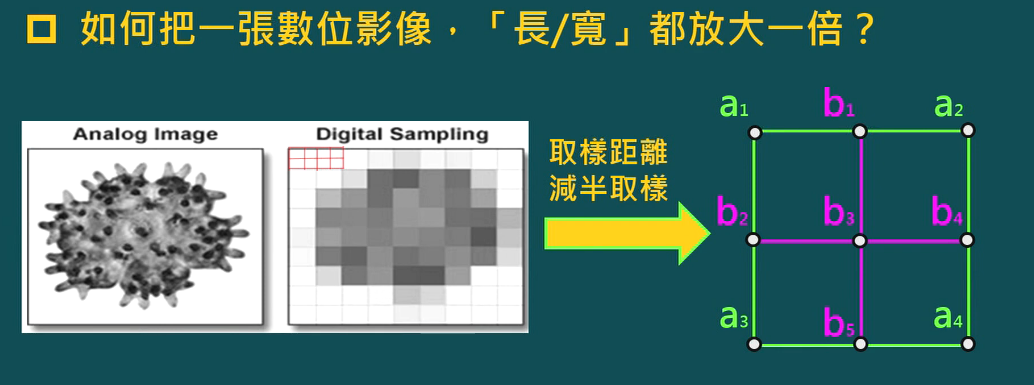 如何把一張數位影像，「長/寬」都放大一倍？
Analog Image
Digital Sampling
取樣距離
減半取樣
a1 b1 a2
b2 b3 b4
a3 b5 a4